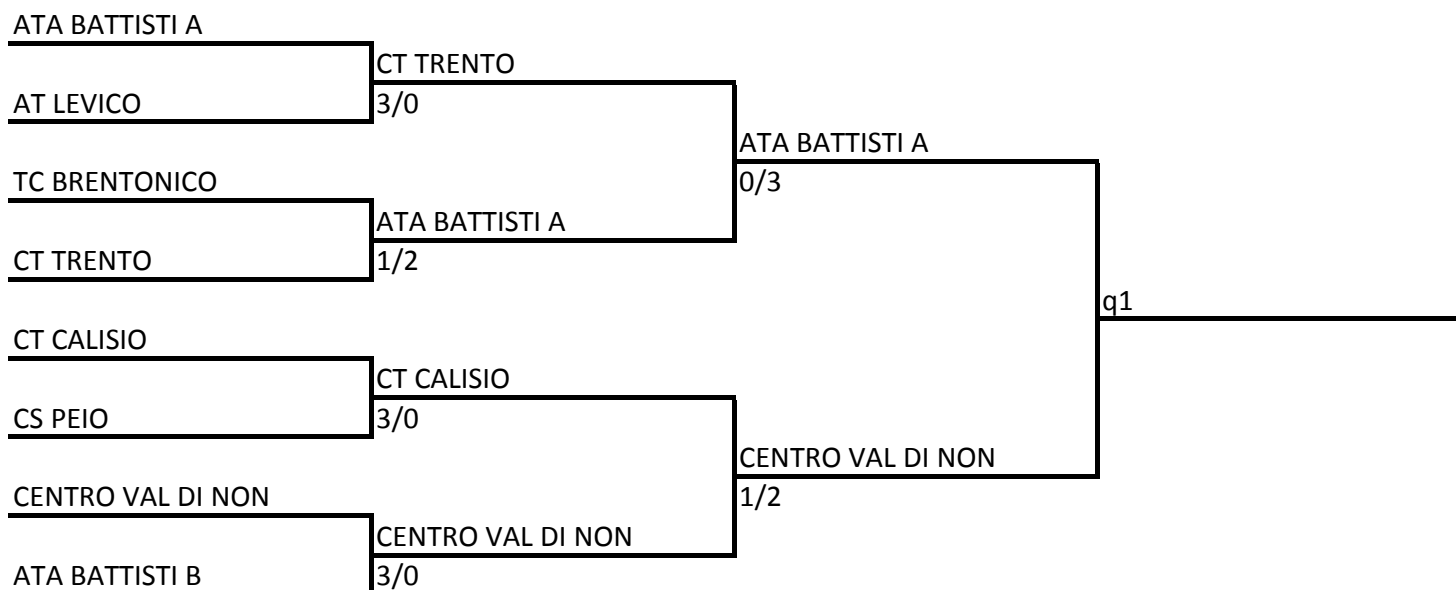 ATA BATTISTI A
CT TRENTO
AT LEVICO
3/0
ATA BATTISTI A
TC BRENTONICO
0/3
ATA BATTISTI A
CT TRENTO
1/2
q1
CT CALISIO
CT CALISIO
CS PEIO
3/0
CENTRO VAL DI NON
CENTRO VAL DI NON
1/2
CENTRO VAL DI NON
ATA BATTISTI B
3/0